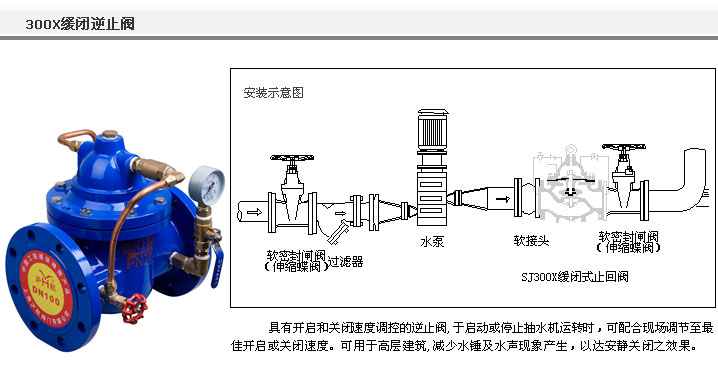 300X缓闭逆止阀
安装示意图
水泵
软接头
软密封闸阀
(伸缩蝶阀)
过滤器
软密封闸阀
(伸缩蝶阀)
SJ300X缓闭式止回阀
DN100
具有开启和关闭速度调控的逆止阀,于启动或停止抽水机运转时，可配合现场调节至最
佳开启或关闭速度。可用于高层建筑,减少水锤及水声现象产生，以达安静关闭之效果。